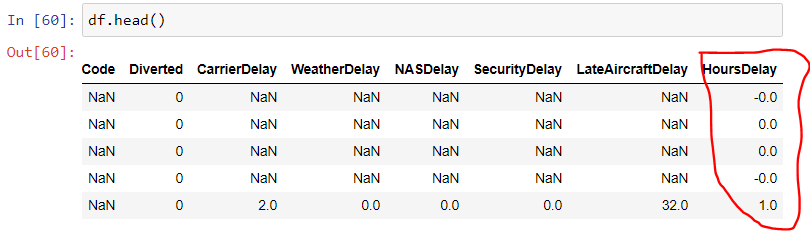 In [60]: df.head()
Out[60]:
Code Diverted CarrierDelay WeatherDelay NASDelay SecurityDelay LateAircraftDelay HoursDelay
NaN 0 NaN NaN NaN NaN NaN -0.0
NaN 0 NaN NaN NaN NaN NaN 0.0
NaN 0 NaN NaN NaN NaN NaN 0.0
NaN 0 NaN NaN NaN NaN NaN -0.0
NaN 0 2.0 0.0 0.0 0.0 32.0 1.0